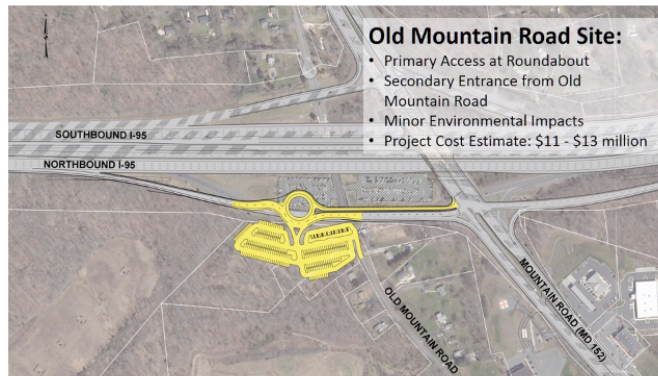 Old Mountain Road Site:
• Primary Access at Roundabout
• Secondary Entrance from Old
Mountain Road
• Minor Environmental Impacts
• Project Cost Estimate: $11 - $13 million
SOUTHBOUND I-95
NORTHBOUND I-95
OLD MOUNTAIN ROAD
MOUNTAIN ROAD (MD 152)